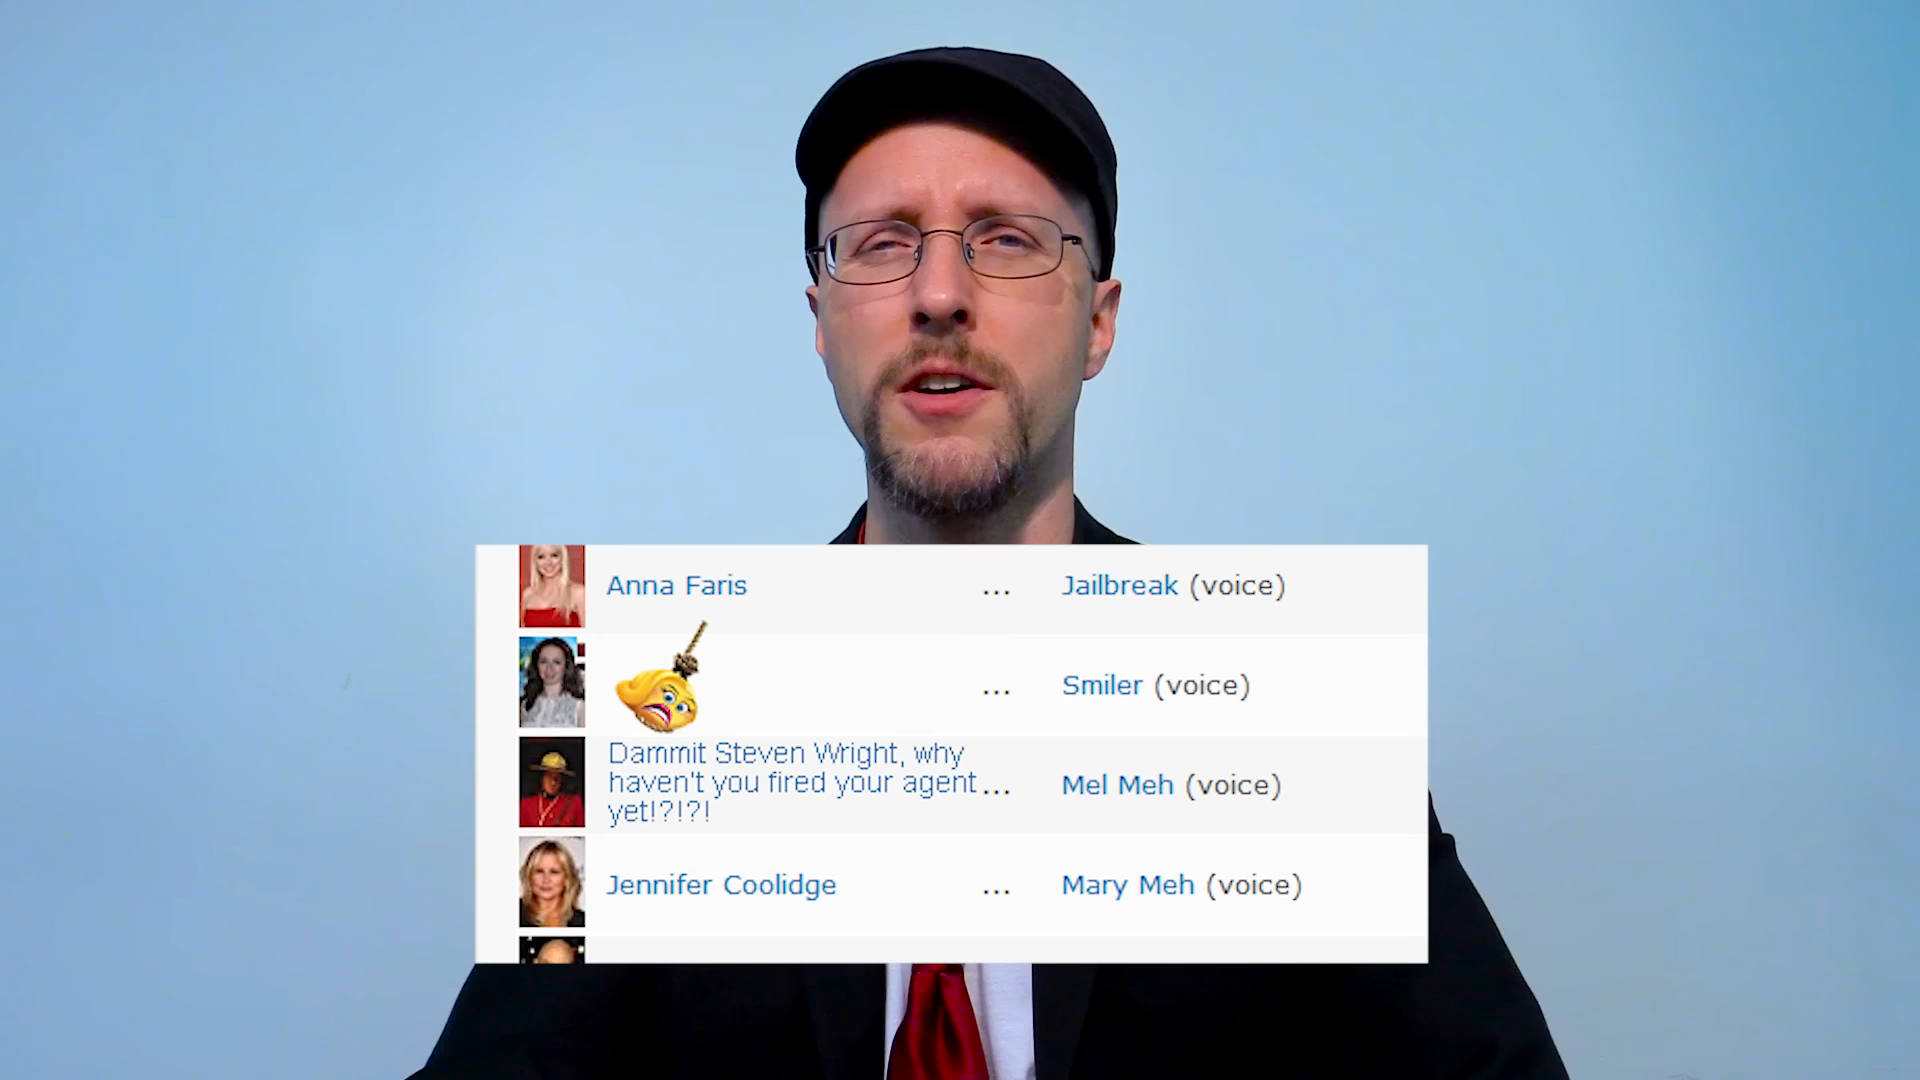 Anna Faris ... Jailbreak (voice)
... Smiler (voice)
Dammit Steven Wright, why
haven't you fired your agent
yet!?!?!
... Mel Meh (voice)
Jennifer Coolidge ... Mary Meh (voice)